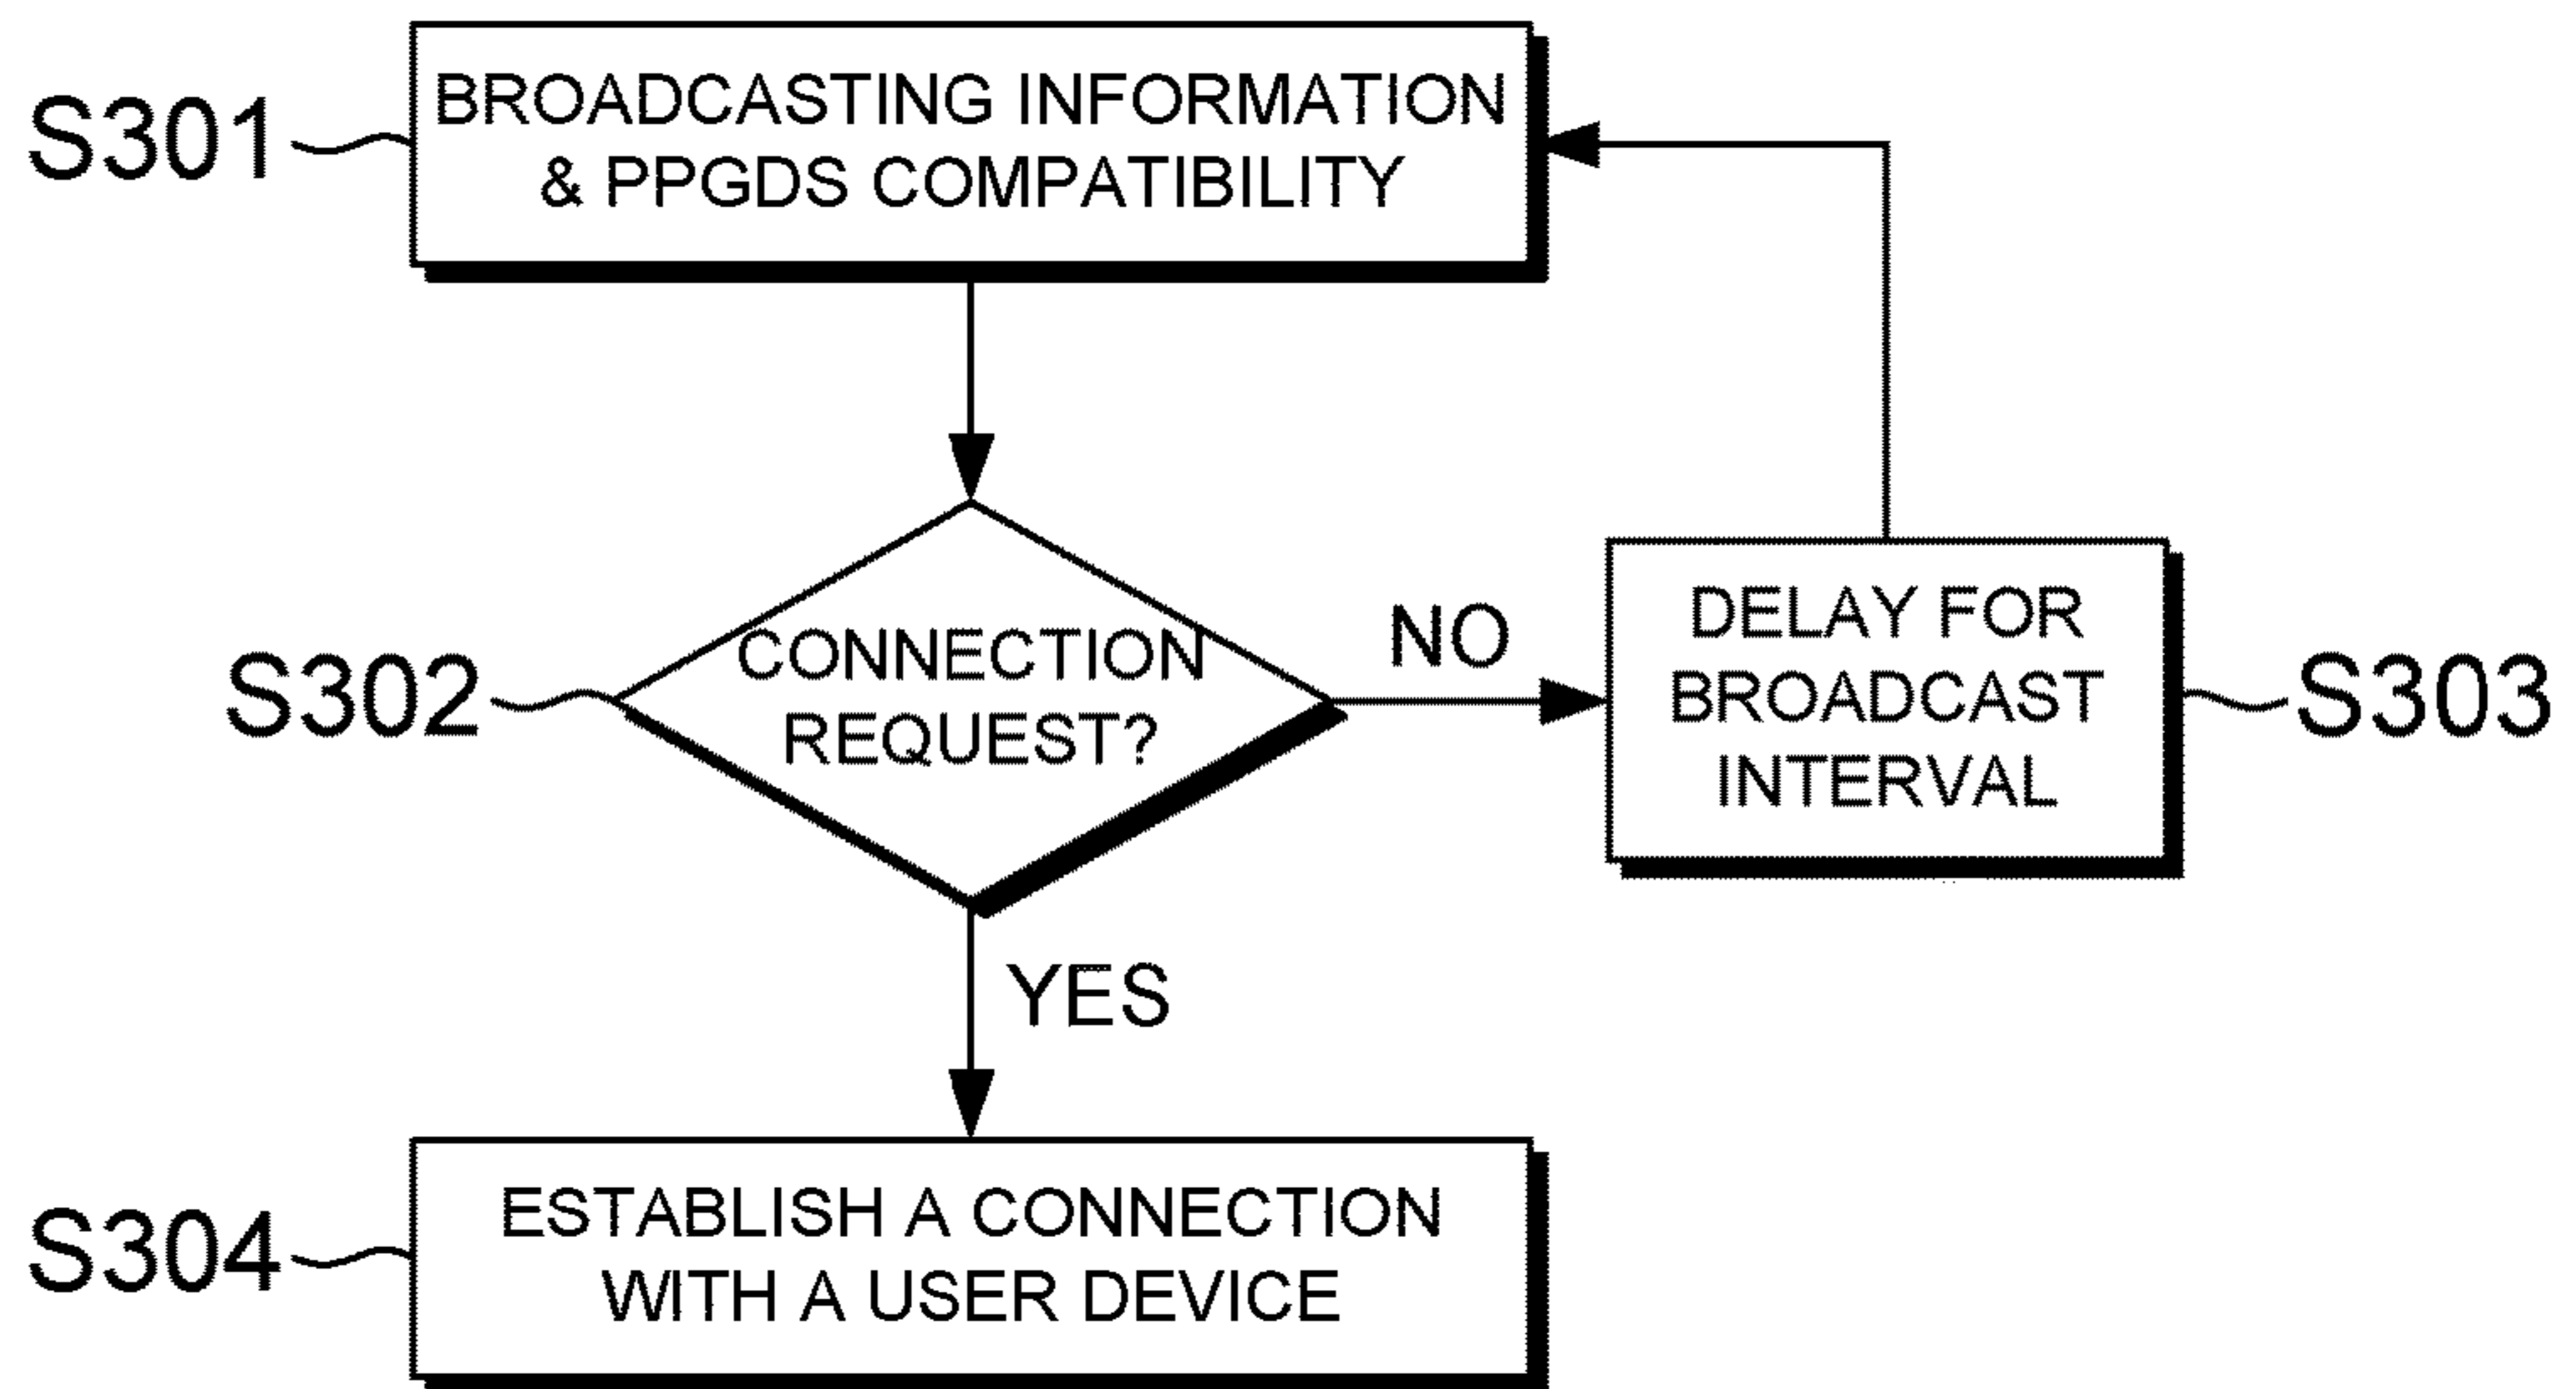 S301
BROADCASTING INFORMATION
& PPGDS COMPATIBILITY
S302
CONNECTION
REQUEST?
NO
DELAY FOR
BROADCAST
INTERVAL
S303
YES
S304
ESTABLISH A CONNECTION
WITH A USER DEVICE